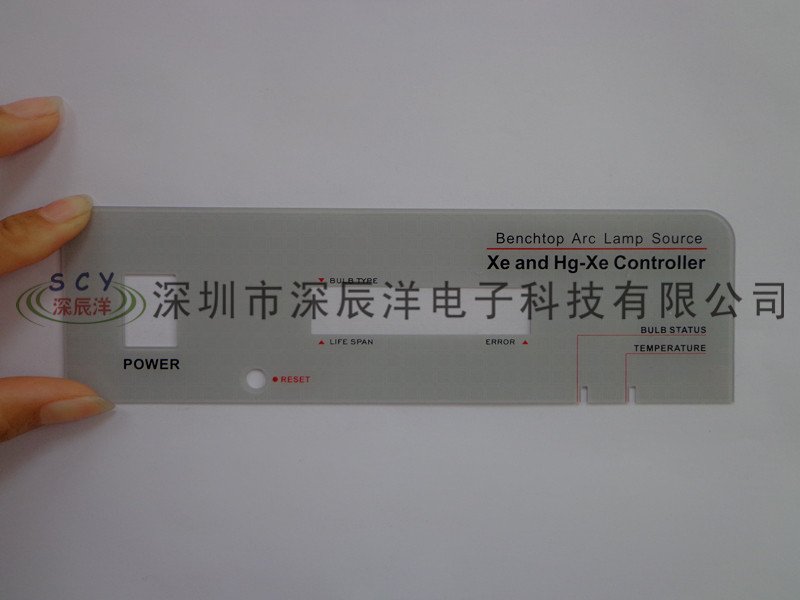 Benchtop Arc Lamp Source
Xe and Hg-Xe Controller
SCY
深辰洋
深圳市深辰洋电子科技有限公司
BULB TYPE
POWER
LIFE SPAN
ERROR
RESET
BULB STATUS
TEMPERATURE